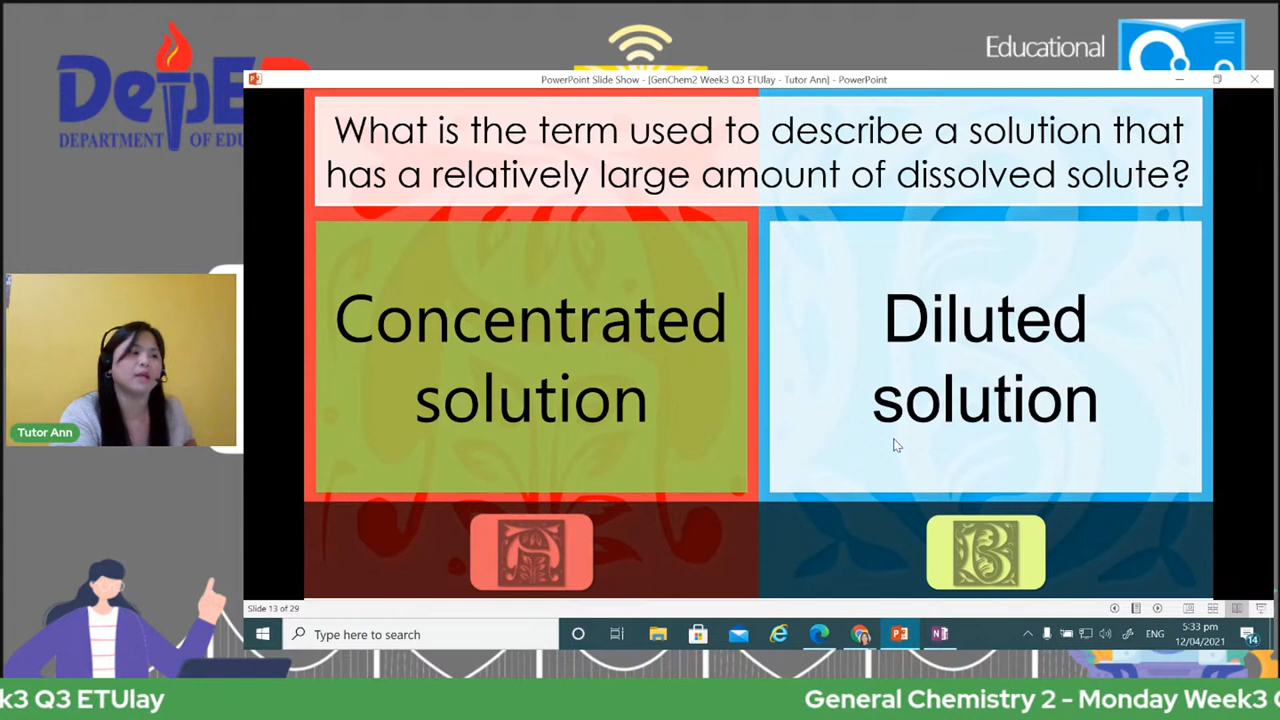 DepED
DEPARTMENT OF EDU
Educational
PowerPoint Slide Show - [GenChem2 Week3 Q3 ETUlay - Tutor Ann] - PowerPoint
What is the term used to describe a solution that
has a relatively large amount of dissolved solute?
Concentrated
solution
Diluted
solution
A
B
Tutor Ann
Slide 13 of 29
Type here to search
ENG
5:33 pm
12/04/2021
14
k3 Q3 ETUlay
General Chemistry 2 - Monday Week3 Q